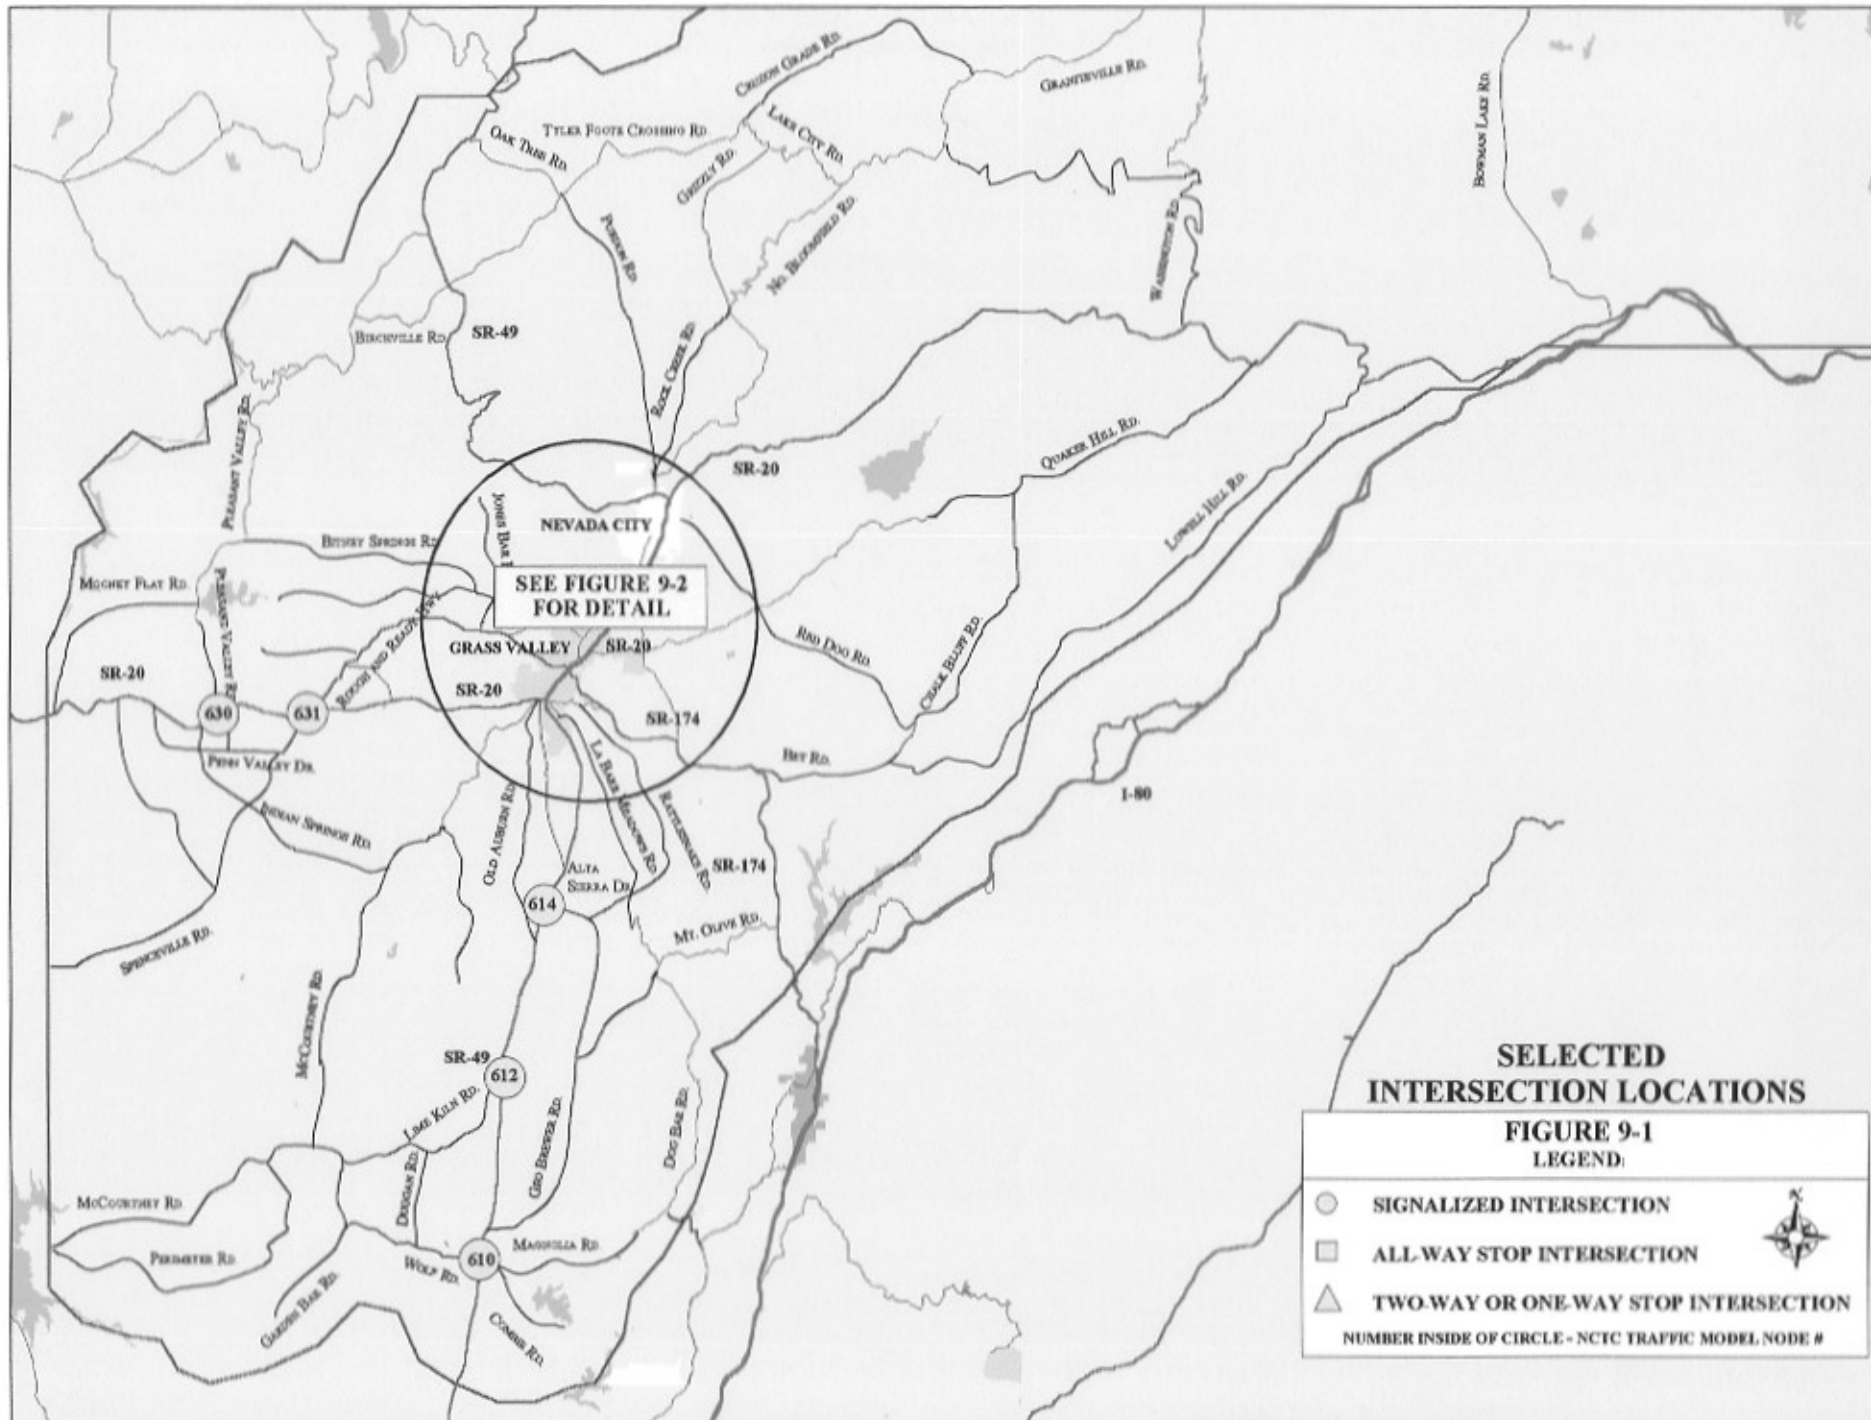 CRUZON GRADE RD.
GRANITEVILLE RD.
BOWMAN LAKE RD.
TYLER FOOTE CROSSING RD
LAKE CITY RD.
OAK TREE RD.
GRIZZLY RD.
PURDON RD.
NO. BLOOMFIELD RD.
WASHINGTON RD.
BIRCHVILLE RD.
SR-49
ROCK CREEK RD.
PLEASANT VALLEY RD.
SR-20
QUAKER HILL RD.
LOWELL HILL RD.
JONES BAR
NEVADA CITY
BITNEY SPRINGS RD.
SEE FIGURE 9-2
FOR DETAIL
PLEASANT VALLEY RD
ROUGH AND READY HWY.
GRASS VALLEY
SR-20
RED DOG RD.
CHALK BLUFF RD.
SR-20
SR-20
630
631
SR-174
PENN VALLEY DR.
BET RD.
I-80
INDIAN SPRINGS RD.
OLD AUBURN RD.
LA BARR MEADOWS RD
RATTLESNAKE RD.
SR-174
ALTA
SIERRA DR.
614
MT. OLIVE RD.
SPENCEVILLE RD.
MCCOURTNEY RD.
SR-49
612
LIME KILN RD.
GEO BREWER RD.
DOG BAR RD.
DUGGAN RD.
MCCOURTNEY RD.
PERIMETER RD.
GARDEN BAR RD.
WOLF RD.
610
MAGNOLIA RD.
COMBIE RD.
SELECTED
INTERSECTION LOCATIONS
FIGURE 9-1
LEGEND:
N
SIGNALIZED INTERSECTION
ALL-WAY STOP INTERSECTION
TWO-WAY OR ONE-WAY STOP INTERSECTION
NUMBER INSIDE OF CIRCLE - NCTC TRAFFIC MODEL NODE #